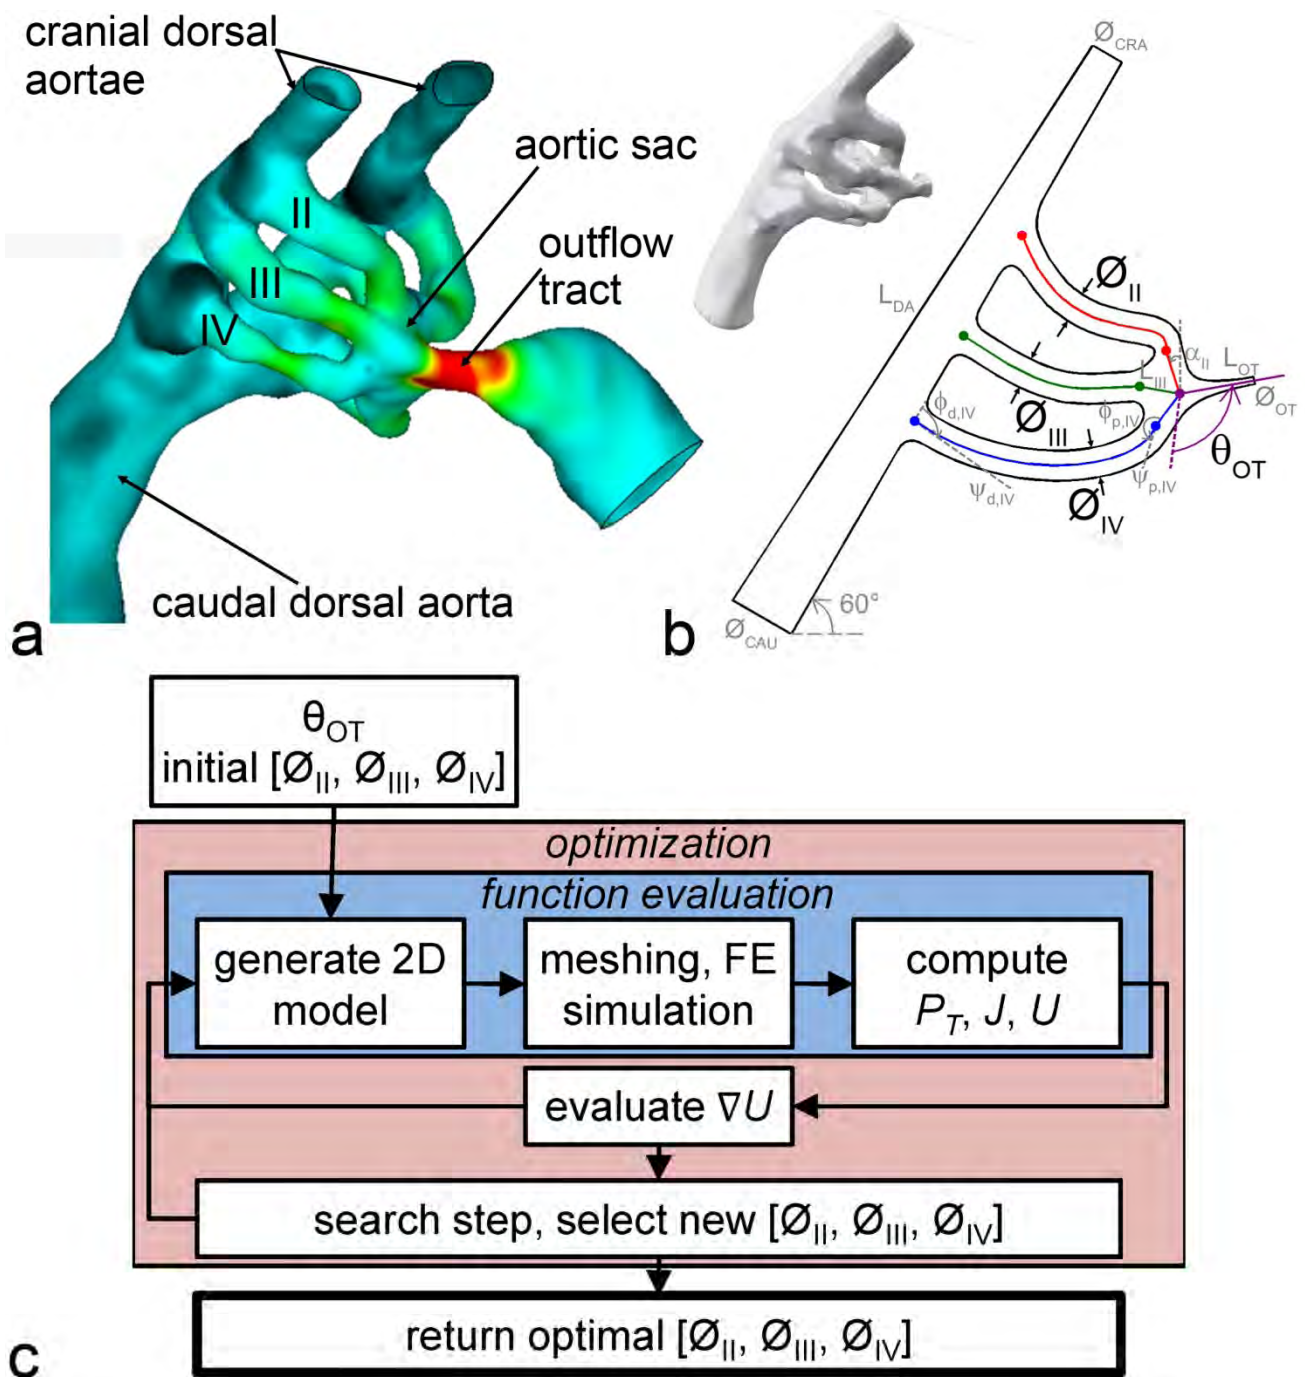 cranial dorsal
aortae
aortic sac
outflow
tract
II
III
IV
caudal dorsal aorta
a
Ø_CRA
L_DA
Ø_II
α_II
L_OT
L_III
Ø_OT
ϕ_d,IV
Ø_III
ϕ_p,IV
θ_OT
ψ_d,IV
ψ_p,IV
Ø_IV
60°
Ø_CAU
b
θ_OT
initial [Ø_II, Ø_III, Ø_IV]
optimization
function evaluation
generate 2D
model
meshing, FE
simulation
compute
P_T, J, U
evaluate ∇U
search step, select new [Ø_II, Ø_III, Ø_IV]
return optimal [Ø_II, Ø_III, Ø_IV]
c